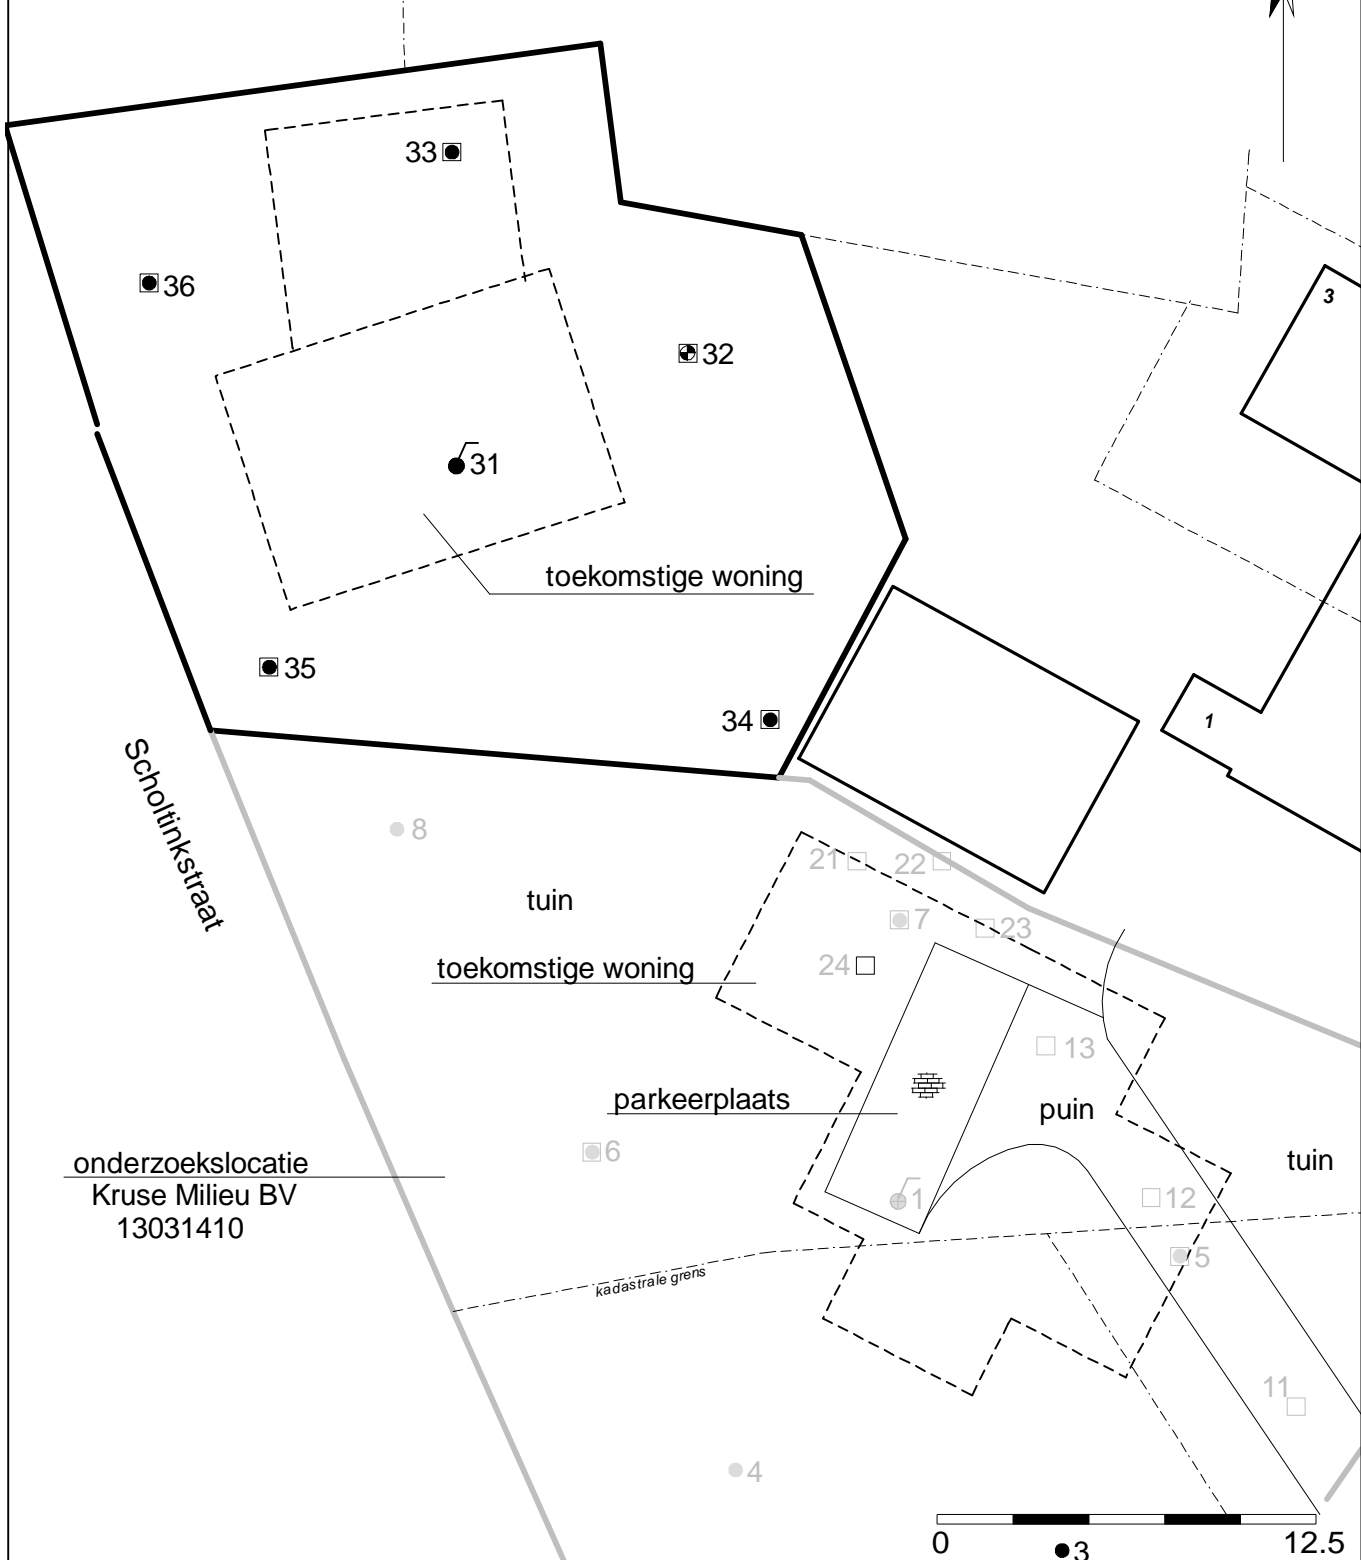 33
3
36
32
31
toekomstige woning
35
34
1
Scholtinkstraat
8
21
22
tuin
7
23
toekomstige woning
24
13
parkeerplaats
puin
6
tuin
onderzoekslocatie
Kruse Milieu BV
13031410
1
12
5
kadastrale grens
11
4
0
12.5
3